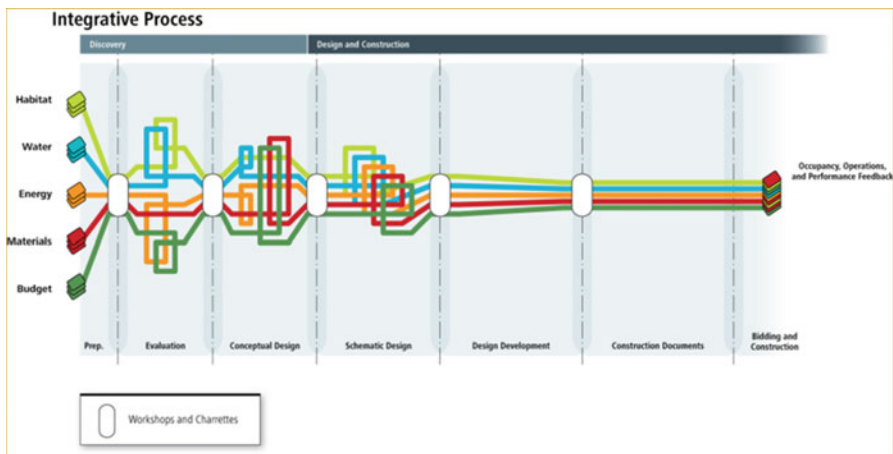 Integrative Process
Discovery
Design and Construction
Habitat
Water
Energy
Materials
Budget
Occupancy, Operations,
and Performance Feedback
Prep.
Evaluation
Conceptual Design
Schematic Design
Design Development
Construction Documents
Bidding and
Construction
Workshops and Charrettes